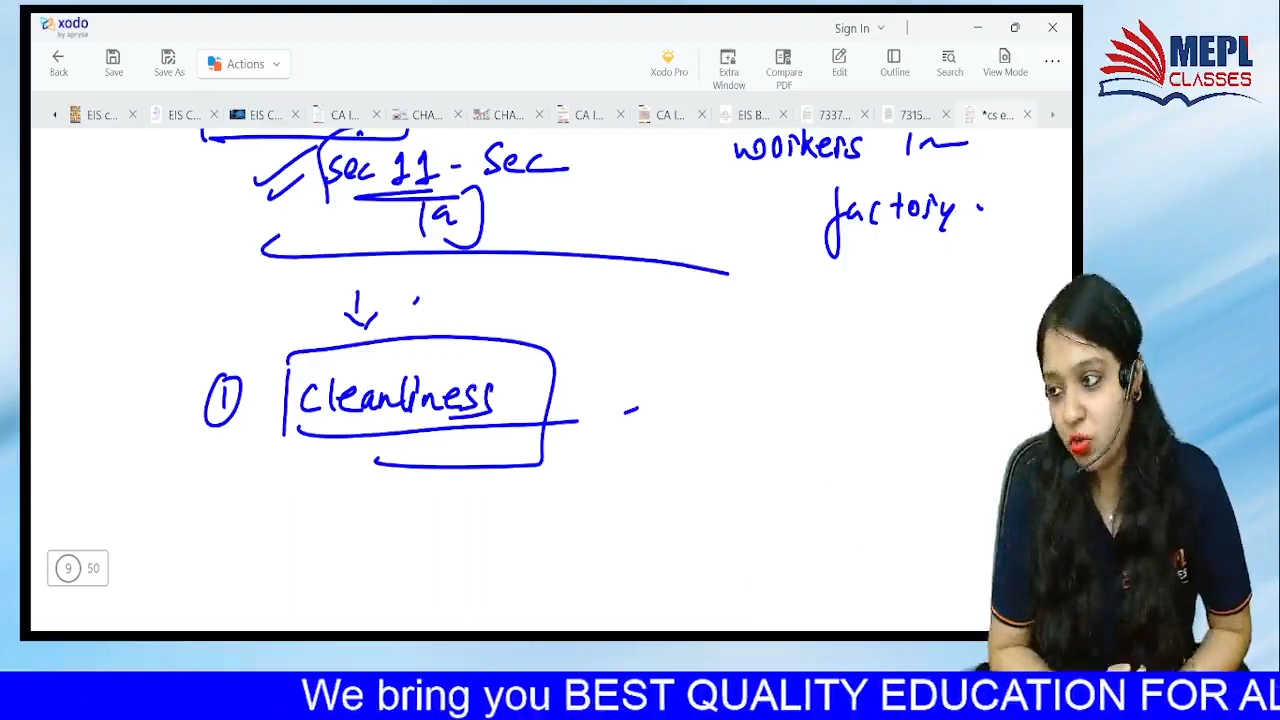 xodo
by apryse
Sign In
Back
Save
Save As
Actions
Xodo Pro
Extra Window
Compare PDF
Edit
Outline
Search
View Mode
EIS c...
EIS C...
EIS C...
CA I...
CHA...
CHA...
CA I...
CA I...
EIS B...
7337...
7315...
*cs e...
MEPL
CLASSES
workers in
factory.
Sec 11 - Sec
① cleanliness
9 50
We bring you BEST QUALITY EDUCATION FOR AL